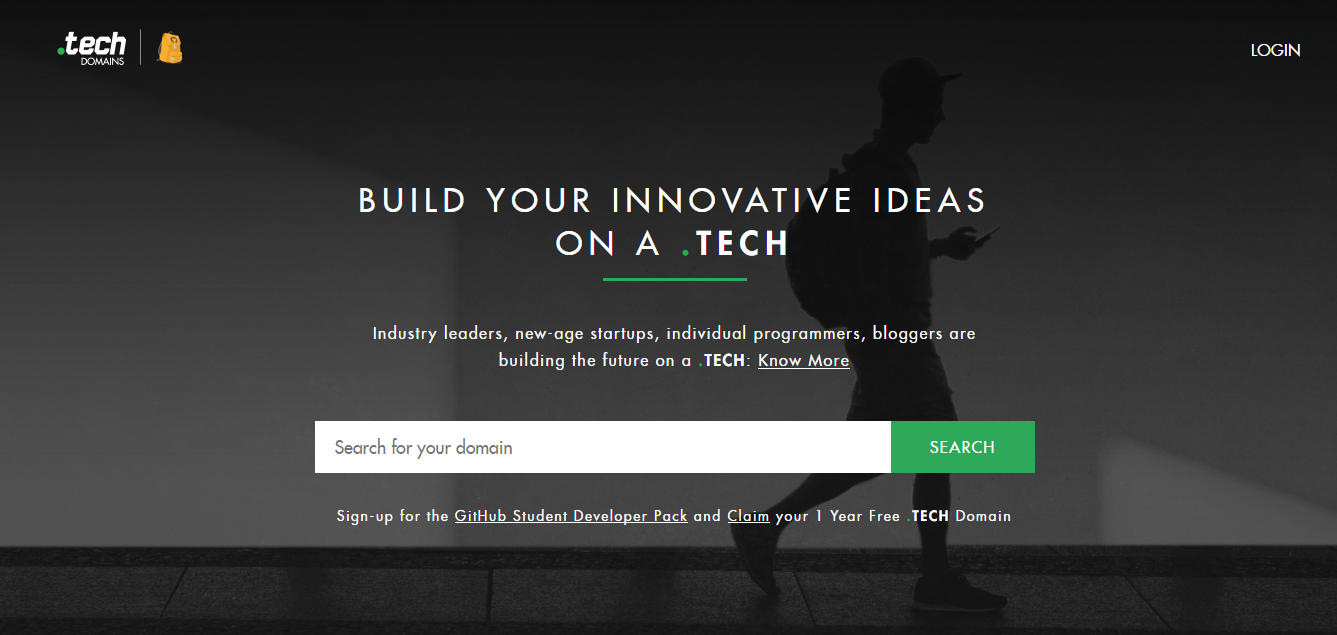 .tech
DOMAINS
LOGIN
BUILD YOUR INNOVATIVE IDEAS
ON A .TECH
Industry leaders, new-age startups, individual programmers, bloggers are
building the future on a .TECH: Know More
Search for your domain
SEARCH
Sign-up for the GitHub Student Developer Pack and Claim your 1 Year Free .TECH Domain